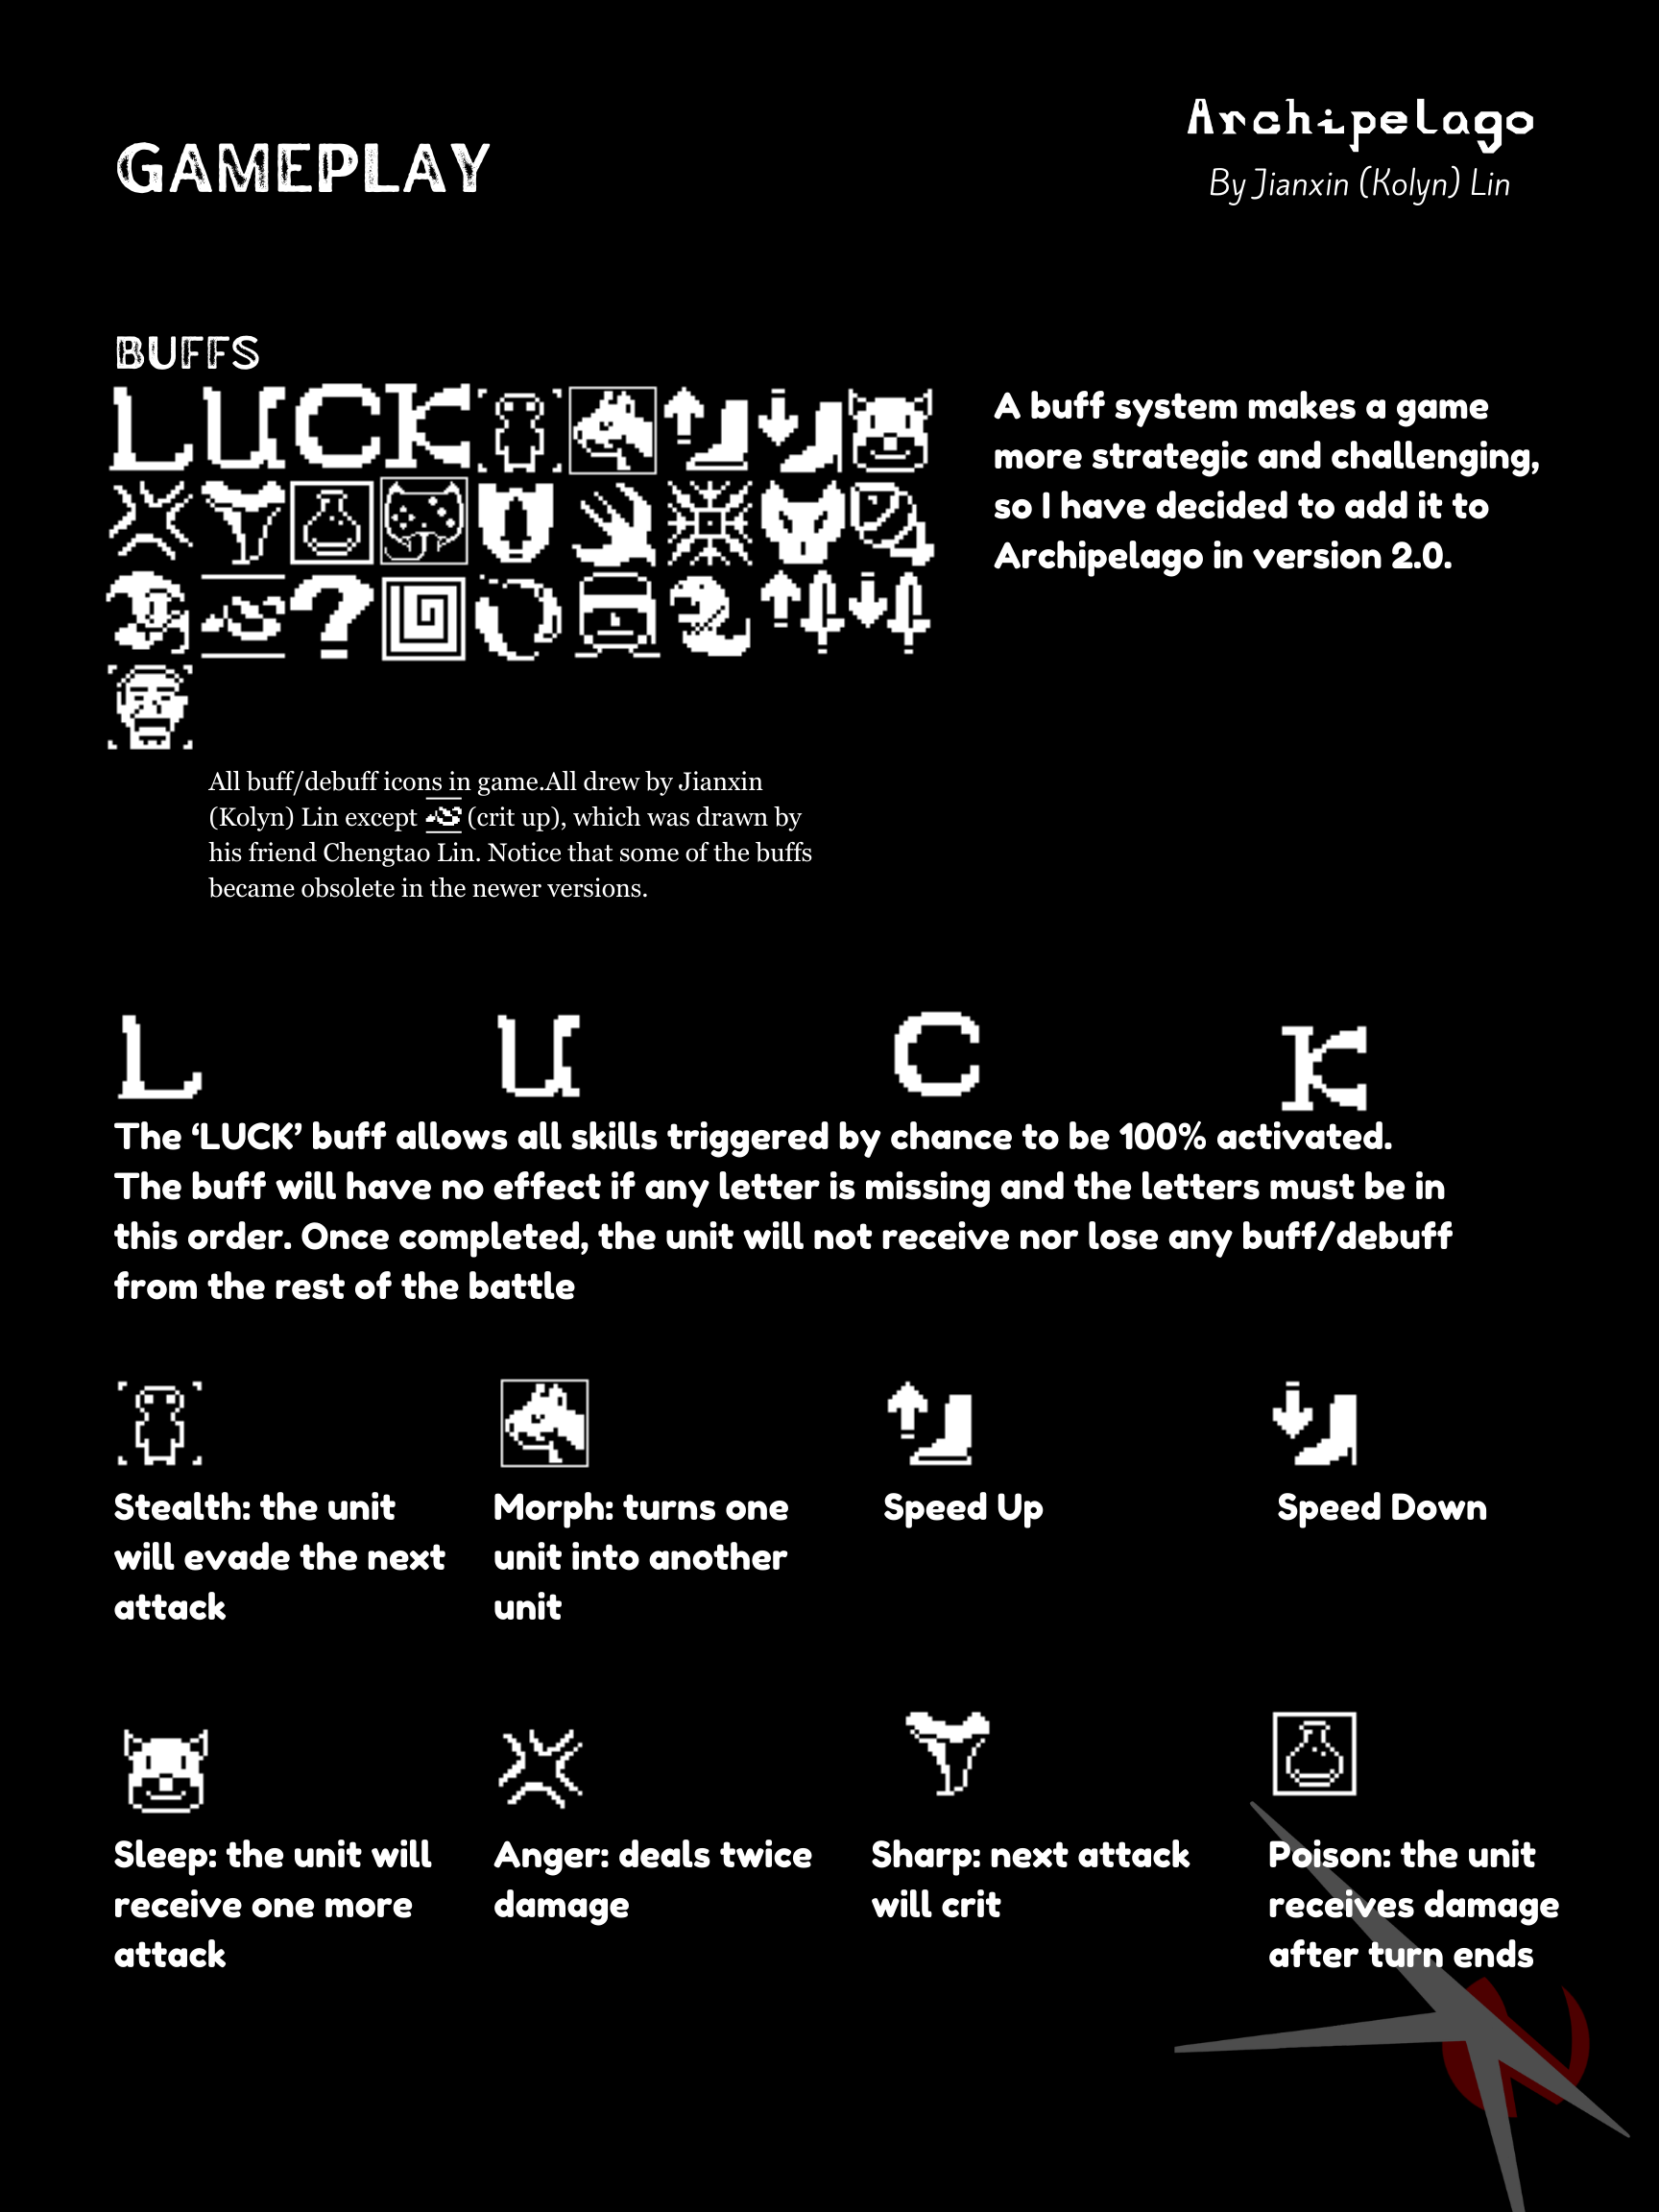 GAMEPLAY
Archipelago
By Jianxin (Kolyn) Lin
BUFFS
LUCK
?
A buff system makes a game
more strategic and challenging,
so I have decided to add it to
Archipelago in version 2.0.
All buff/debuff icons in game.All drew by Jianxin
(Kolyn) Lin except (crit up), which was drawn by
his friend Chengtao Lin. Notice that some of the buffs
became obsolete in the newer versions.
L U C K
The ‘LUCK’ buff allows all skills triggered by chance to be 100% activated.
The buff will have no effect if any letter is missing and the letters must be in
this order. Once completed, the unit will not receive nor lose any buff/debuff
from the rest of the battle
Stealth: the unit
will evade the next
attack
Morph: turns one
unit into another
unit
Speed Up
Speed Down
Sleep: the unit will
receive one more
attack
Anger: deals twice
damage
Sharp: next attack
will crit
Poison: the unit
receives damage
after turn ends